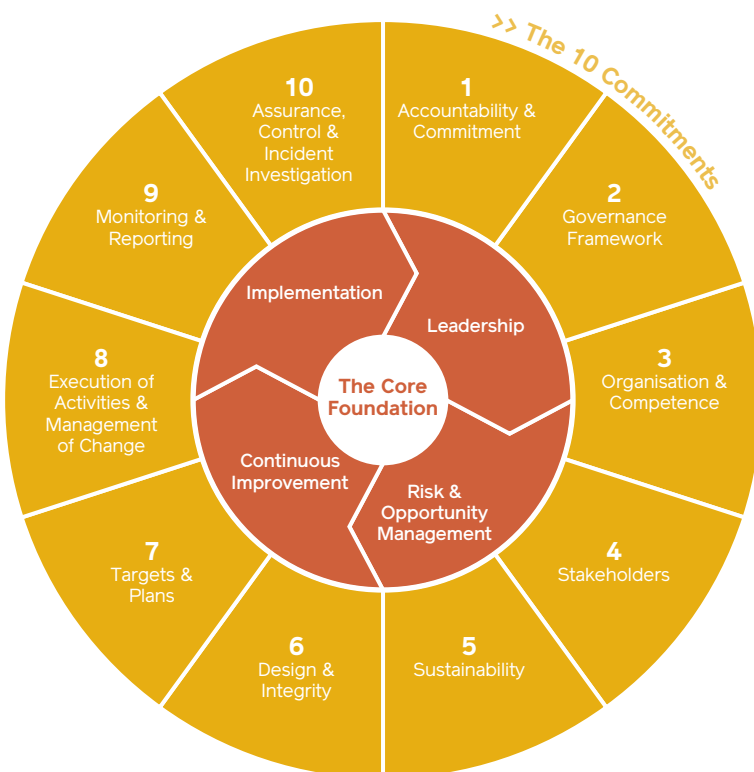 >> The 10 Commitments
1
Accountability &
Commitment
2
Governance
Framework
3
Organisation &
Competence
4
Stakeholders
5
Sustainability
6
Design &
Integrity
7
Targets &
Plans
8
Execution of
Activities &
Management
of Change
9
Monitoring &
Reporting
10
Assurance,
Control &
Incident
Investigation
Leadership
Risk &
Opportunity
Management
Continuous
Improvement
Implementation
The Core
Foundation